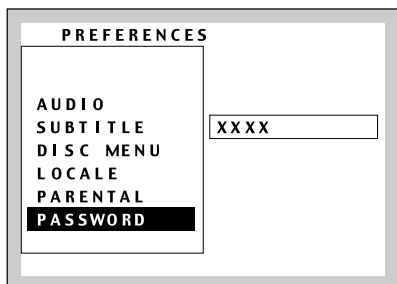 PREFERENCES
AUDIO
SUBTITLE
XXXX
DISC MENU
LOCALE
PARENTAL
PASSWORD